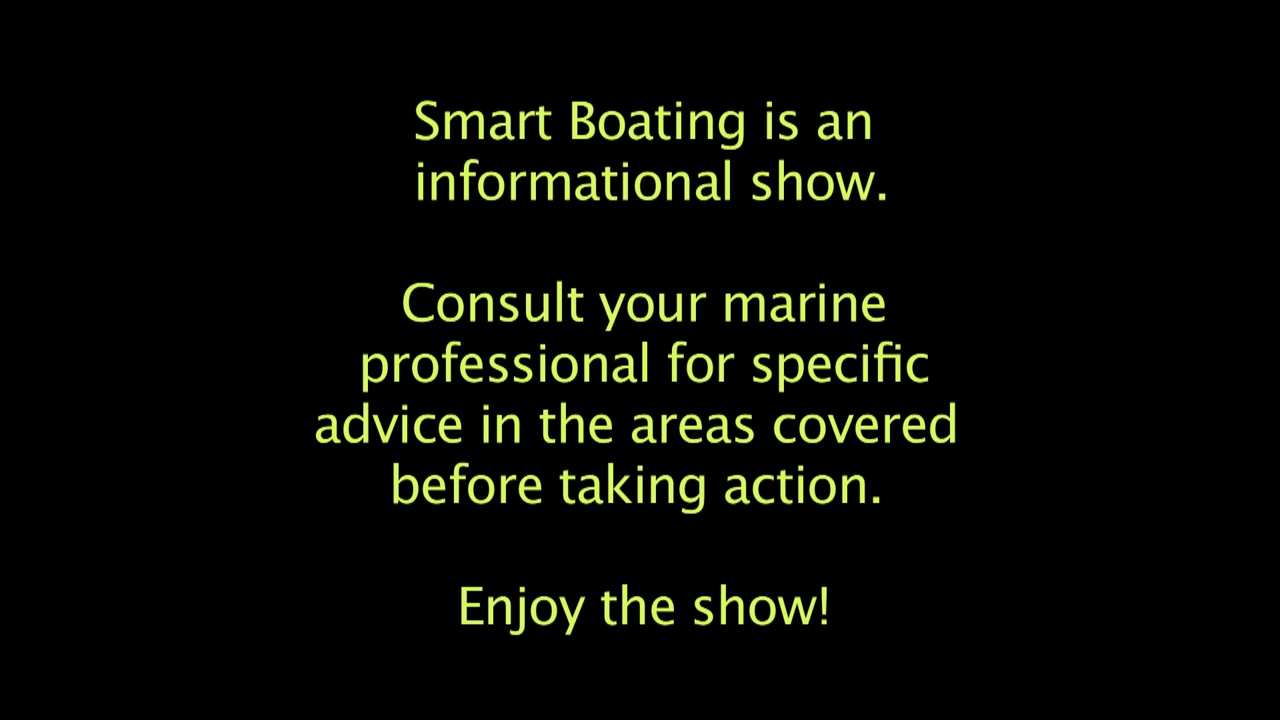 Smart Boating is an
informational show.
Consult your marine
professional for specific
advice in the areas covered
before taking action.
Enjoy the show!